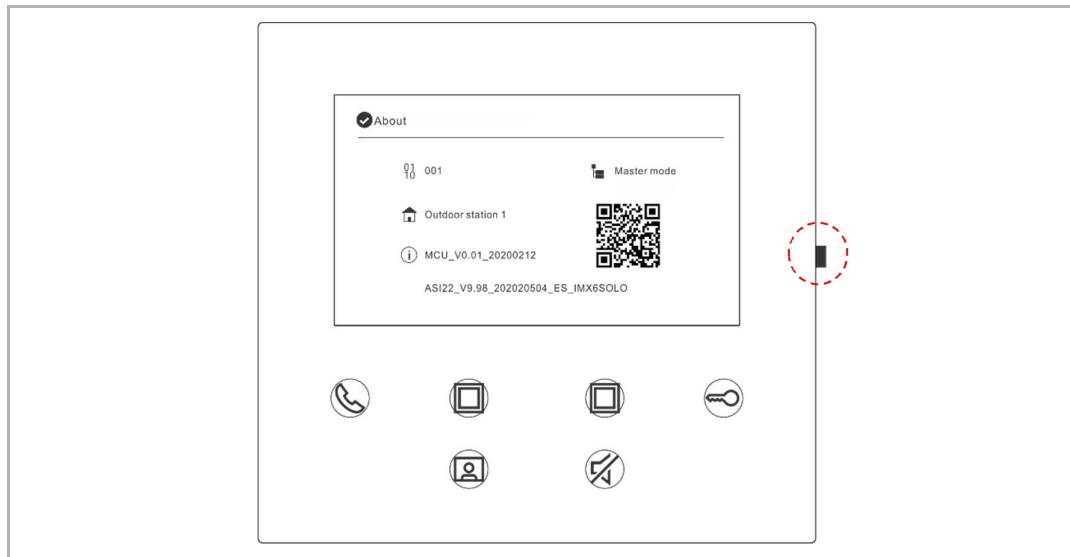 About
01
10
001
Master mode
Outdoor station 1
MCU_V0.01_20200212
ASI22_V9.98_202020504_ES_IMX6SOLO